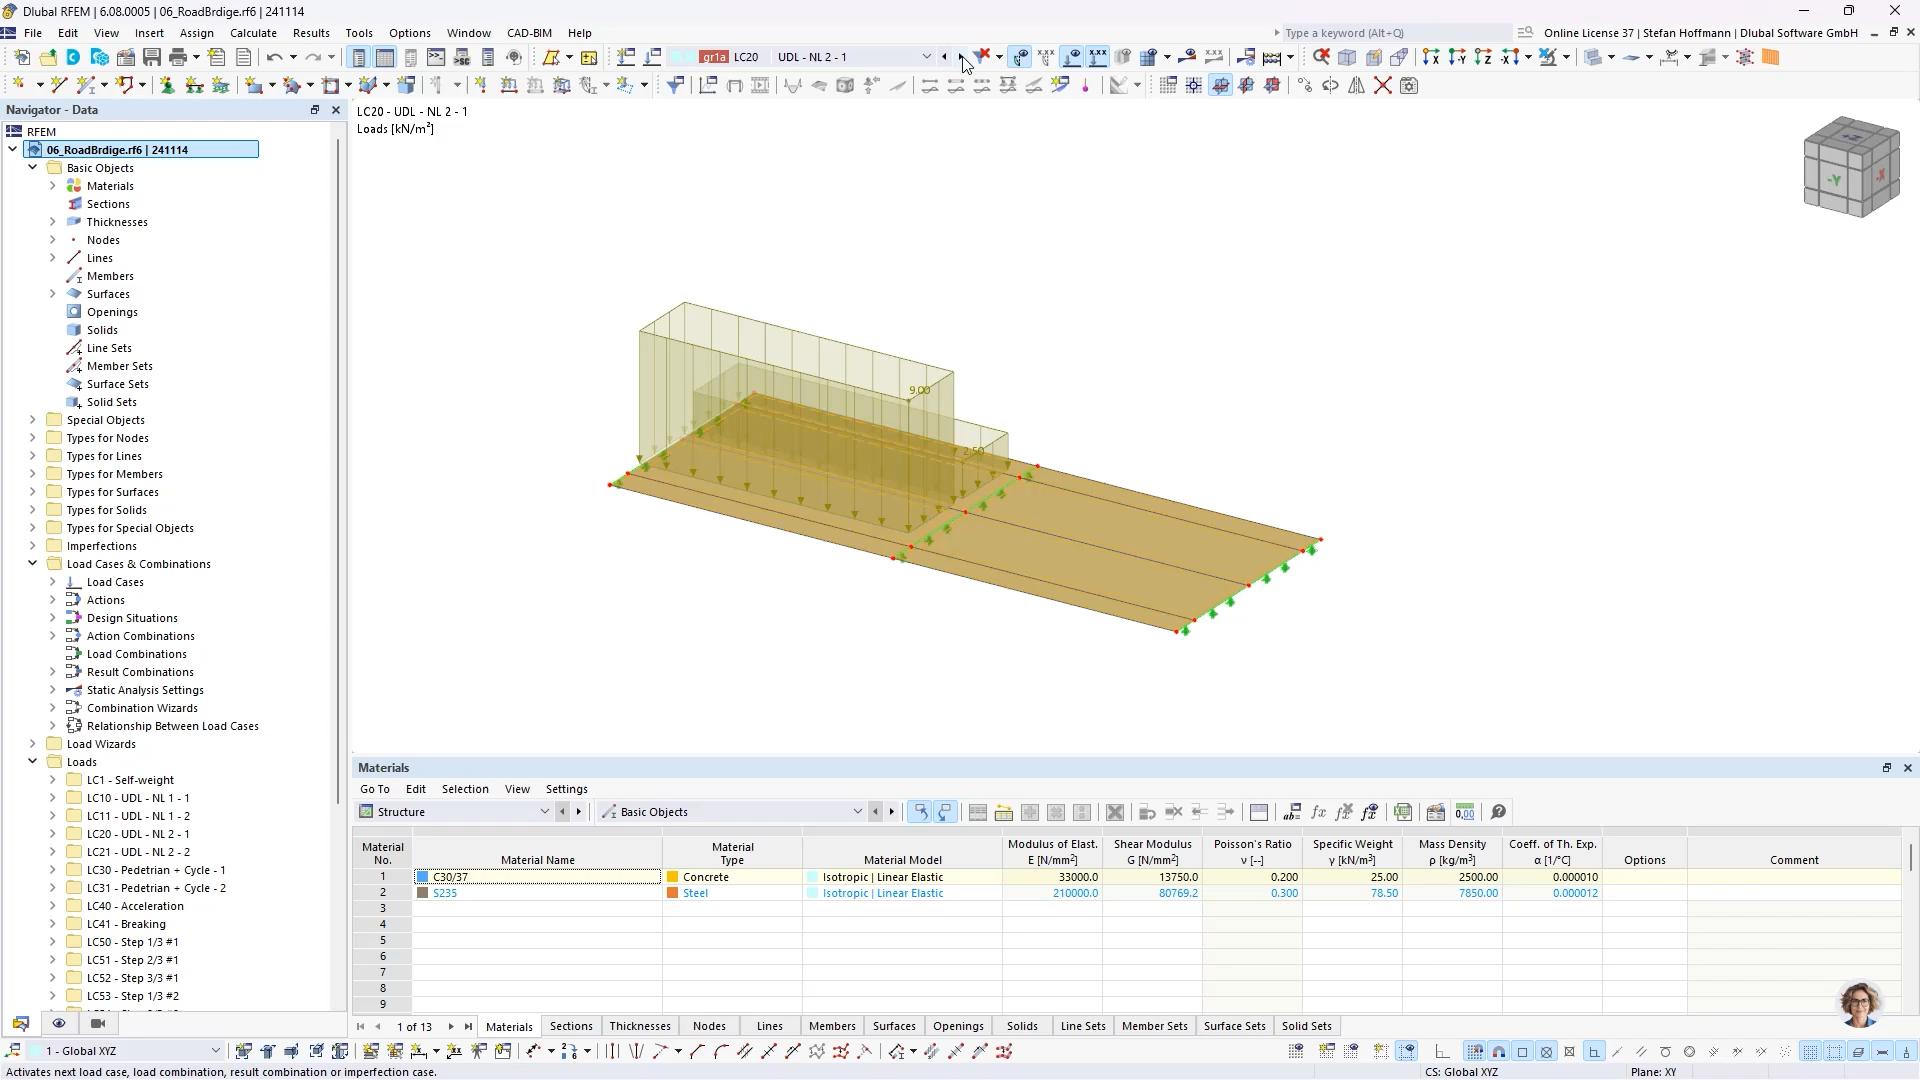 Dlubal RFEM | 6.08.0005 | 06_RoadBrdige.rf6 | 241114
File Edit View Insert Assign Calculate Results Tools Options Window CAD-BIM Help
Type a keyword (Alt+Q)
Online License 37 | Stefan Hoffmann | Dlubal Software GmbH
gr1a LC20 UDL - NL 2 - 1
Navigator - Data
RFEM
06_RoadBrdige.rf6 | 241114
Basic Objects
Materials
Sections
Thicknesses
Nodes
Lines
Members
Surfaces
Openings
Solids
Line Sets
Member Sets
Surface Sets
Solid Sets
Special Objects
Types for Nodes
Types for Lines
Types for Members
Types for Surfaces
Types for Solids
Types for Special Objects
Imperfections
Load Cases & Combinations
Load Cases
Actions
Design Situations
Action Combinations
Load Combinations
Result Combinations
Static Analysis Settings
Combination Wizards
Relationship Between Load Cases
Load Wizards
Loads
LC1 - Self-weight
LC10 - UDL - NL 1 - 1
LC11 - UDL - NL 1 - 2
LC20 - UDL - NL 2 - 1
LC21 - UDL - NL 2 - 2
LC30 - Pedetrian + Cycle - 1
LC31 - Pedetrian + Cycle - 2
LC40 - Acceleration
LC41 - Breaking
LC50 - Step 1/3 #1
LC51 - Step 2/3 #1
LC52 - Step 3/3 #1
LC53 - Step 1/3 #2
LC20 - UDL - NL 2 - 1
Loads [kN/m²]
9.00
2.50
-Y
-X
+Z
Materials
Go To Edit Selection View Settings
Structure
Basic Objects
Material No. Material Name Material Type Material Model Modulus of Elast. E [N/mm²] Shear Modulus G [N/mm²] Poisson's Ratio ν [--] Specific Weight γ [kN/m³] Mass Density ρ [kg/m³] Coeff. of Th. Exp. α [1/°C] Options Comment
1 C30/37 Concrete Isotropic | Linear Elastic 33000.0 13750.0 0.200 25.00 2500.00 0.000010
2 S235 Steel Isotropic | Linear Elastic 210000.0 80769.2 0.300 78.50 7850.00 0.000012
3
4
5
6
7
8
9
1 of 13 Materials Sections Thicknesses Nodes Lines Members Surfaces Openings Solids Line Sets Member Sets Surface Sets Solid Sets
1 - Global XYZ
Activates next load case, load combination, result combination or imperfection case.
CS: Global XYZ
Plane: XY